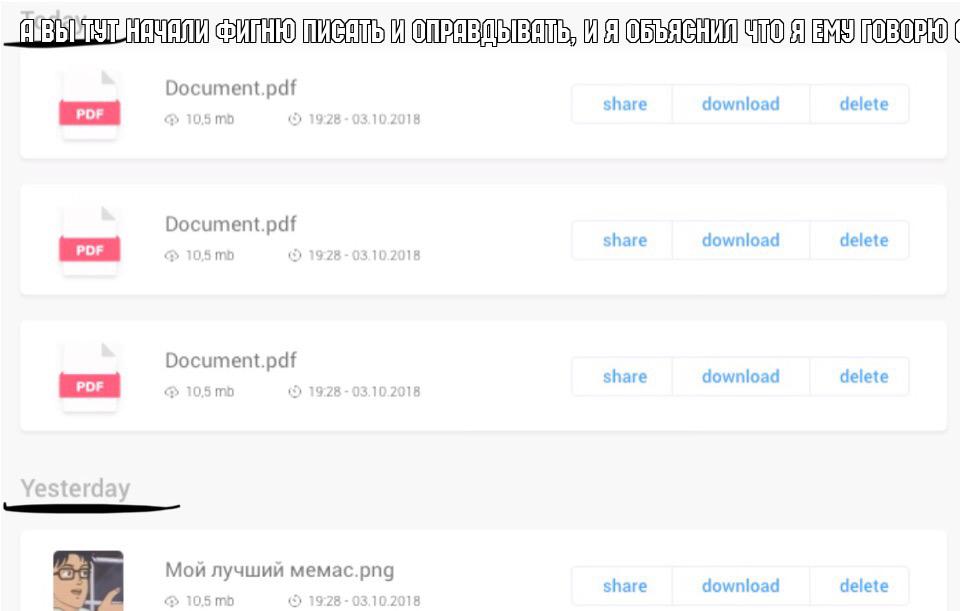 Today
А ВЫ ТУТ НАЧАЛИ ФИГНЮ ПИСАТЬ И ОПРАВДЫВАТЬ, И Я ОБЪЯСНИЛ ЧТО Я ЕМУ ГОВОРЮ
Document.pdf
PDF
10,5 mb 19:28 - 03.10.2018
share download delete
Document.pdf
PDF
10,5 mb 19:28 - 03.10.2018
share download delete
Document.pdf
PDF
10,5 mb 19:28 - 03.10.2018
share download delete
Yesterday
Мой лучший мемас.png
10,5 mb 19:28 - 03.10.2018
share download delete